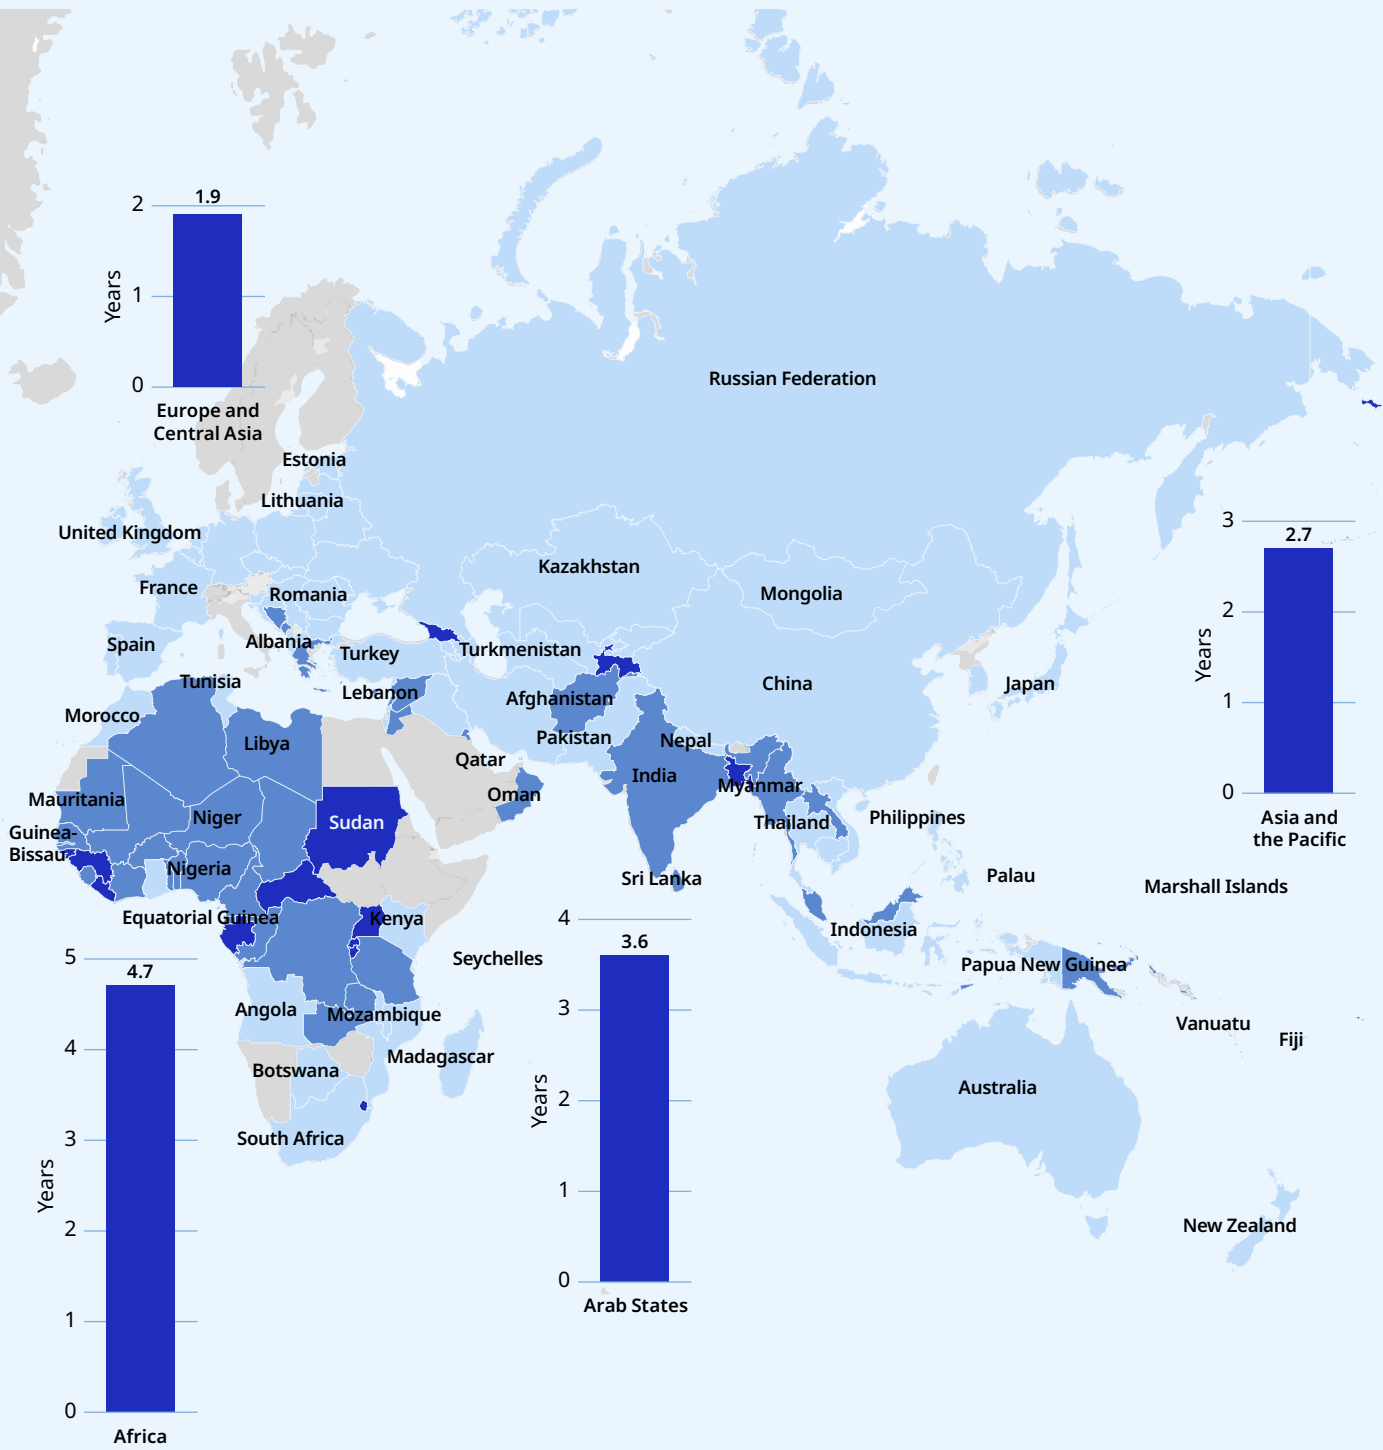 2
1.9
1
0
Years
Europe and
Central Asia
Russian Federation
Estonia
Lithuania
United Kingdom
France
Romania
Spain
Albania
Turkey
Turkmenistan
Kazakhstan
Mongolia
China
Japan
3
2.7
2
1
0
Years
Asia and
the Pacific
Tunisia
Lebanon
Afghanistan
Morocco
Libya
Pakistan
Nepal
Qatar
India
Mauritania
Niger
Sudan
Oman
Myanmar
Guinea-
Bissau
Nigeria
Thailand
Philippines
Sri Lanka
Palau
Marshall Islands
Equatorial Guinea
Kenya
Indonesia
Seychelles
Papua New Guinea
Angola
Mozambique
Vanuatu
Fiji
Botswana
Madagascar
Australia
South Africa
New Zealand
5
4.7
4
3
2
1
0
Years
Africa
4
3.6
3
2
1
0
Years
Arab States